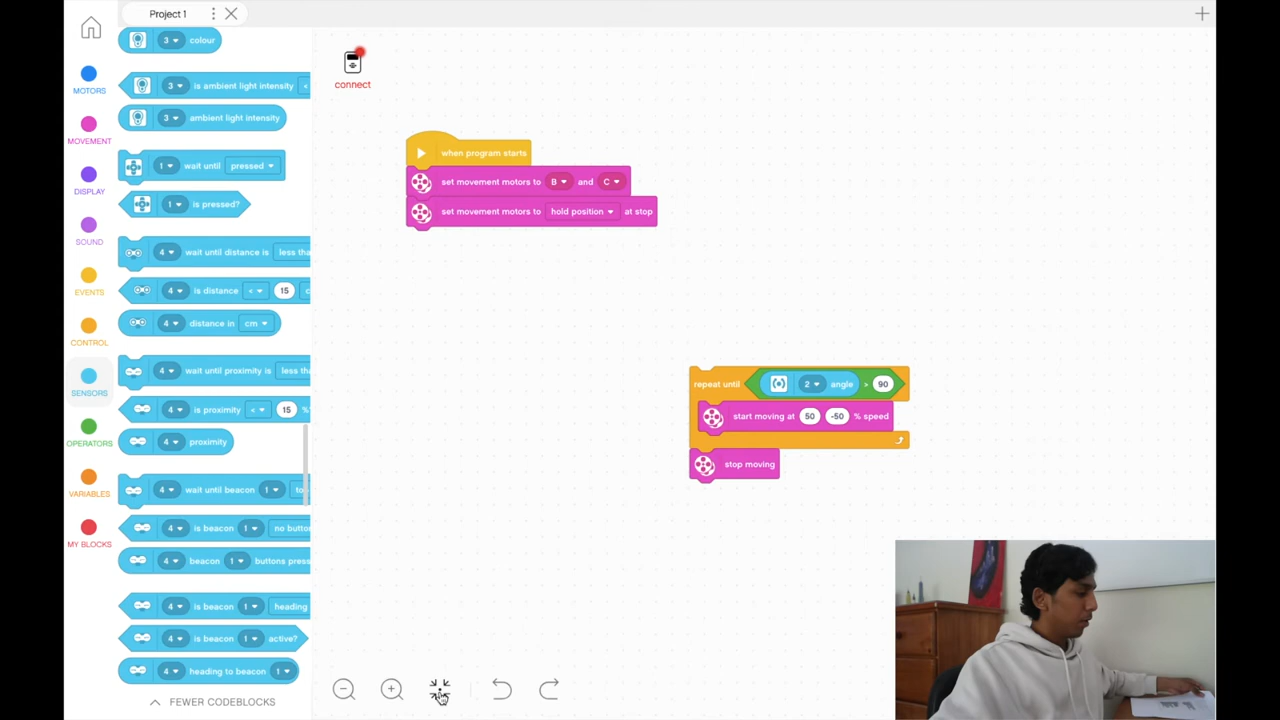 Project 1
connect
MOTORS
MOVEMENT
DISPLAY
SOUND
EVENTS
CONTROL
SENSORS
OPERATORS
VARIABLES
MY BLOCKS
3 colour
3 is ambient light intensity <
3 ambient light intensity
1 wait until pressed
1 is pressed?
4 wait until distance is less tha
4 is distance < 15 c
4 distance in cm
4 wait until proximity is less tha
4 is proximity < 15 %
4 proximity
4 wait until beacon 1 to
4 is beacon 1 no butto
4 beacon 1 buttons pres
4 is beacon 1 heading
4 is beacon 1 active?
4 heading to beacon 1
FEWER CODEBLOCKS
when program starts
set movement motors to B and C
set movement motors to hold position at stop
repeat until 2 angle > 90
start moving at 50 -50 % speed
stop moving